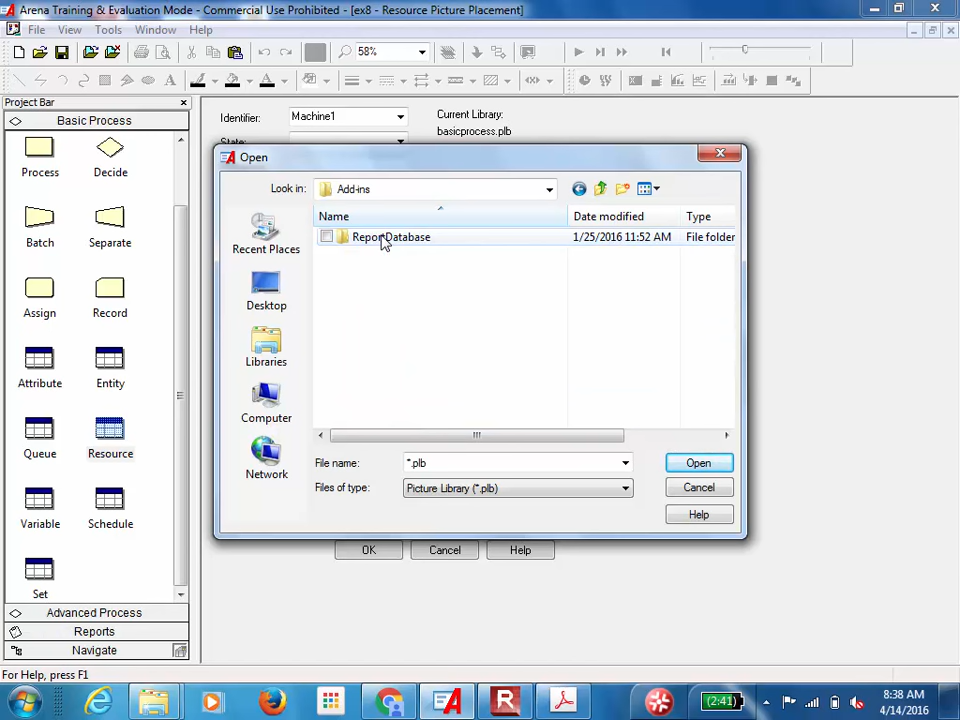 Arena Training & Evaluation Mode - Commercial Use Prohibited - [ex8 - Resource Picture Placement]
File View Tools Window Help
58%
Project Bar
Basic Process
Process Decide
Batch Separate
Assign Record
Attribute Entity
Queue Resource
Variable Schedule
Set
Advanced Process
Reports
Navigate
Identifier: Machine1 Current Library:
basicprocess.plb
State:
Open
Look in: Add-ins
Name Date modified Type
ReportDatabase 1/25/2016 11:52 AM File folder
Recent Places
Desktop
Libraries
Computer
Network
File name: *.plb Open
Files of type: Picture Library (*.plb) Cancel
Help
OK Cancel Help
For Help, press F1
(2:41)
8:38 AM
4/14/2016